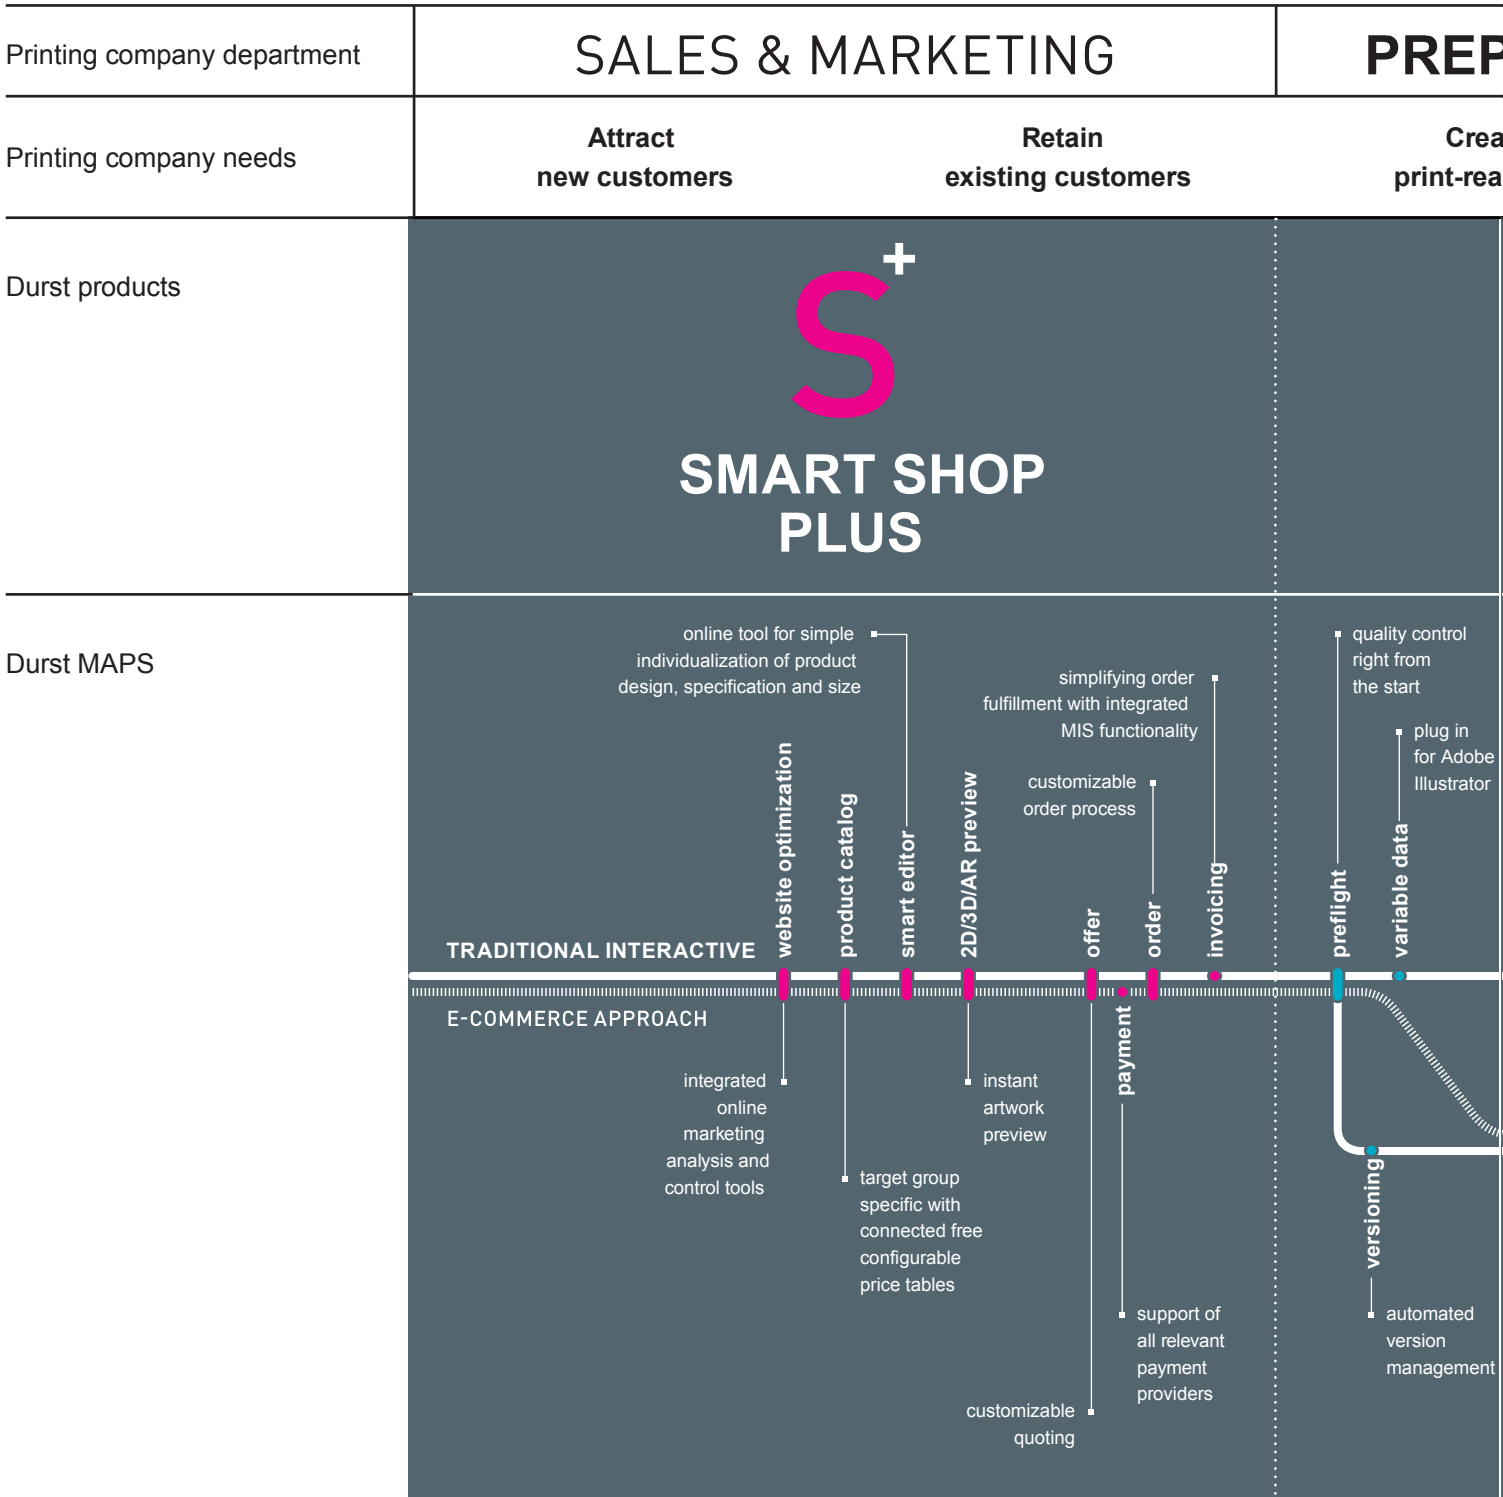 Printing company department
SALES & MARKETING
PREP
Printing company needs
Attract
new customers
Retain
existing customers
Crea
print-rea
Durst products
S+
SMART SHOP
PLUS
Durst MAPS
online tool for simple
individualization of product
design, specification and size
simplifying order
fulfillment with integrated
MIS functionality
customizable
order process
quality control
right from
the start
plug in
for Adobe
Illustrator
website optimization
product catalog
smart editor
2D/3D/AR preview
offer
order
invoicing
preflight
variable data
TRADITIONAL INTERACTIVE
E-COMMERCE APPROACH
payment
versioning
integrated
online
marketing
analysis and
control tools
target group
specific with
connected free
configurable
price tables
instant
artwork
preview
customizable
quoting
support of
all relevant
payment
providers
automated
version
management